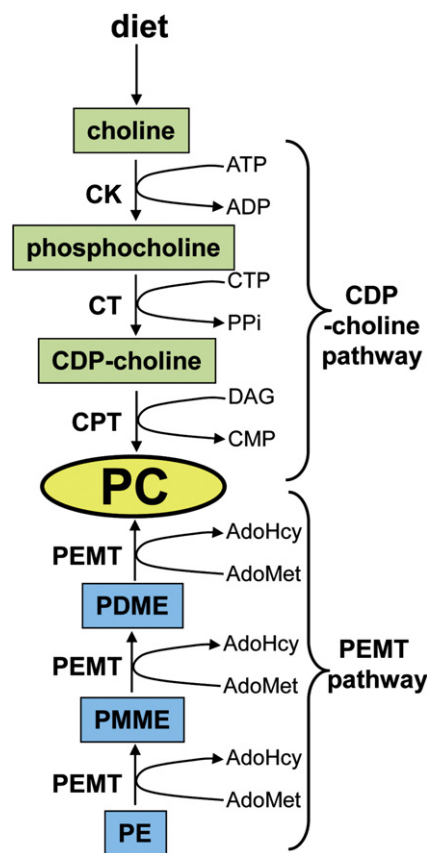 diet
choline
ATP
CK
ADP
phosphocholine
CTP
CT
PPi
CDP
-choline
pathway
CDP-choline
DAG
CPT
CMP
PC
AdoHcy
PEMT
AdoMet
PDME
AdoHcy
PEMT
AdoMet
PEMT
pathway
PMME
AdoHcy
PEMT
AdoMet
PE